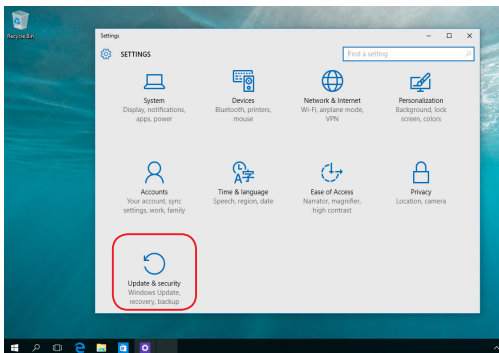 Recycle Bin
Settings
SETTINGS
Find a setting
System
Display, notifications,
apps, power
Devices
Bluetooth, printers,
mouse
Network & Internet
Wi-Fi, airplane mode,
VPN
Personalization
Background, lock
screen, colors
Accounts
Your account, sync
settings, work, family
Time & language
Speech, region, date
Ease of Access
Narrator, magnifier,
high contrast
Privacy
Location, camera
Update & security
Windows Update,
recovery, backup